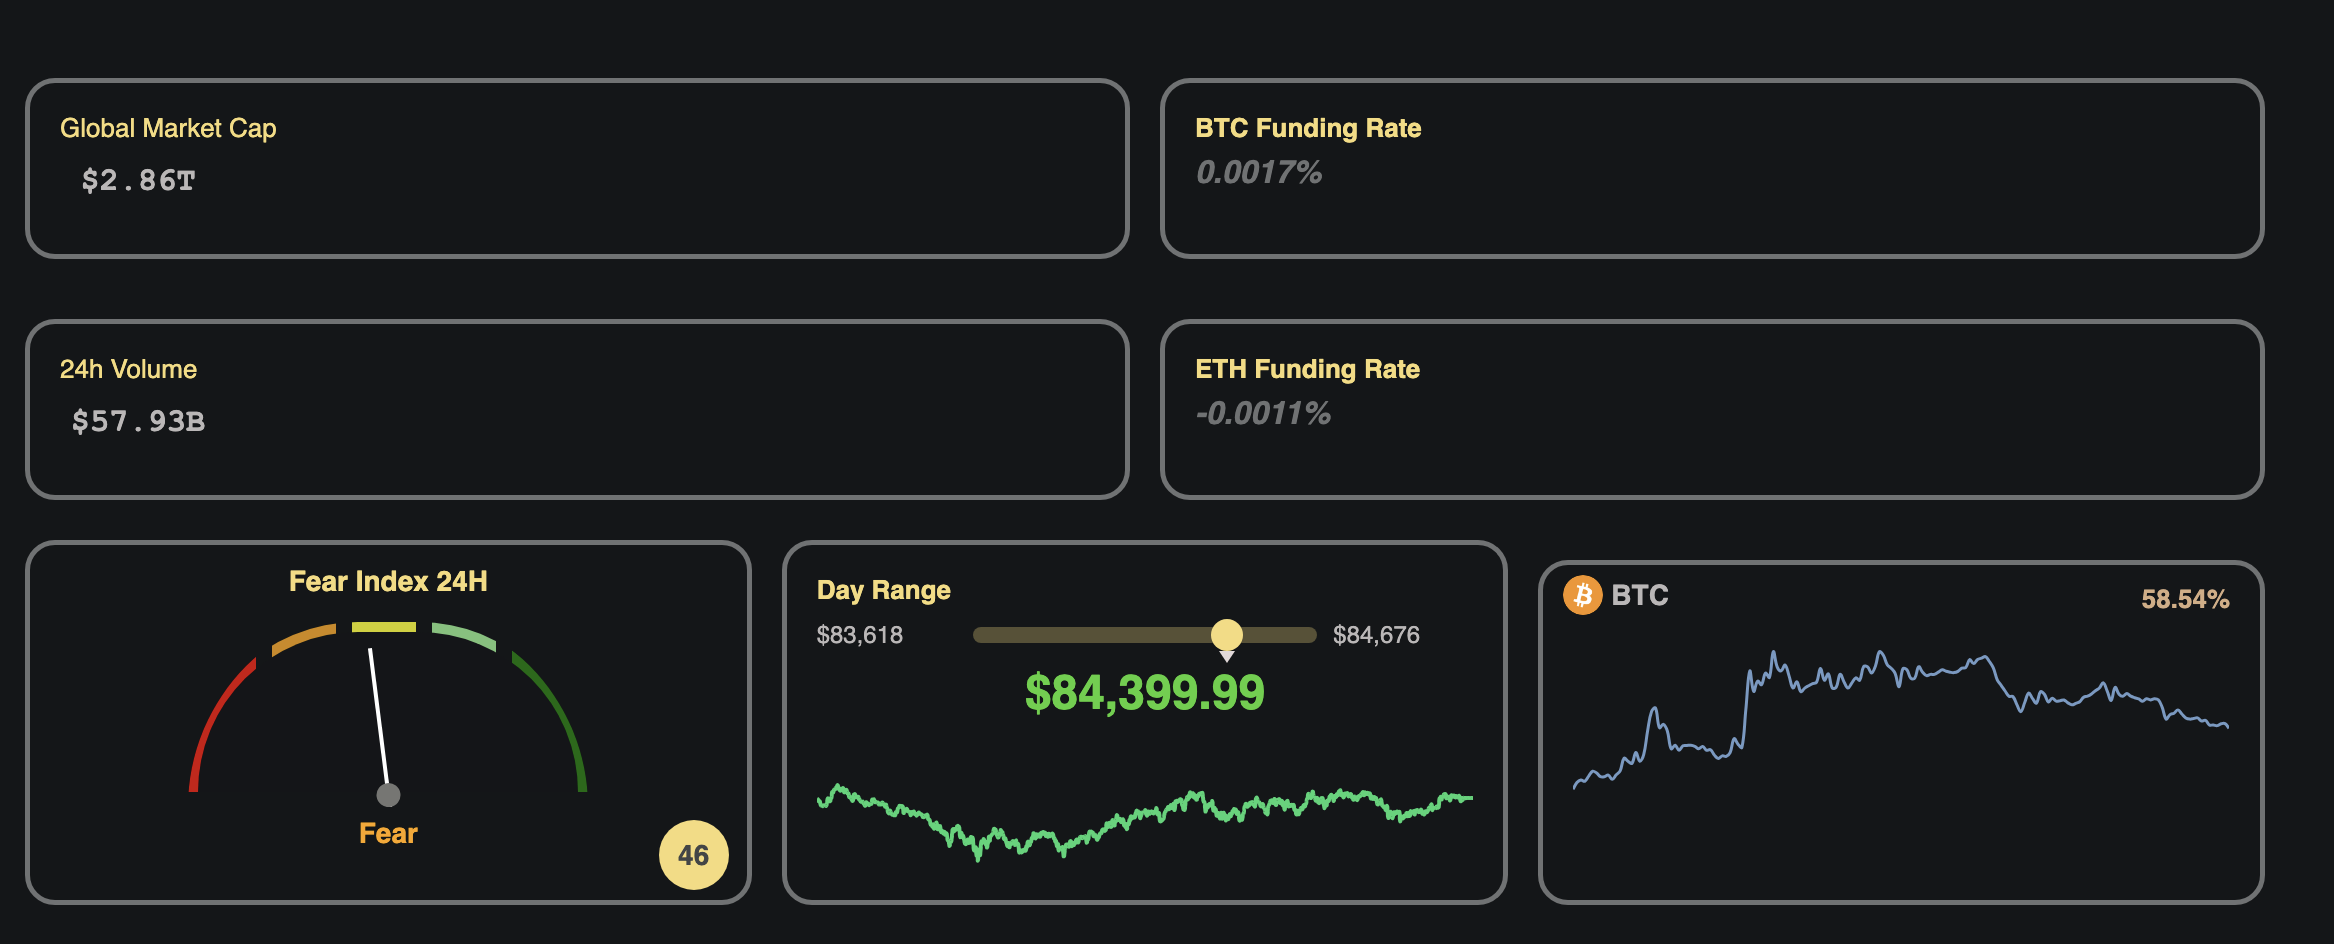 Global Market Cap
$2.86T
BTC Funding Rate
0.0017%
24h Volume
$57.93B
ETH Funding Rate
-0.0011%
Fear Index 24H
Fear
46
Day Range
$83,618
$84,676
$84,399.99
BTC
58.54%